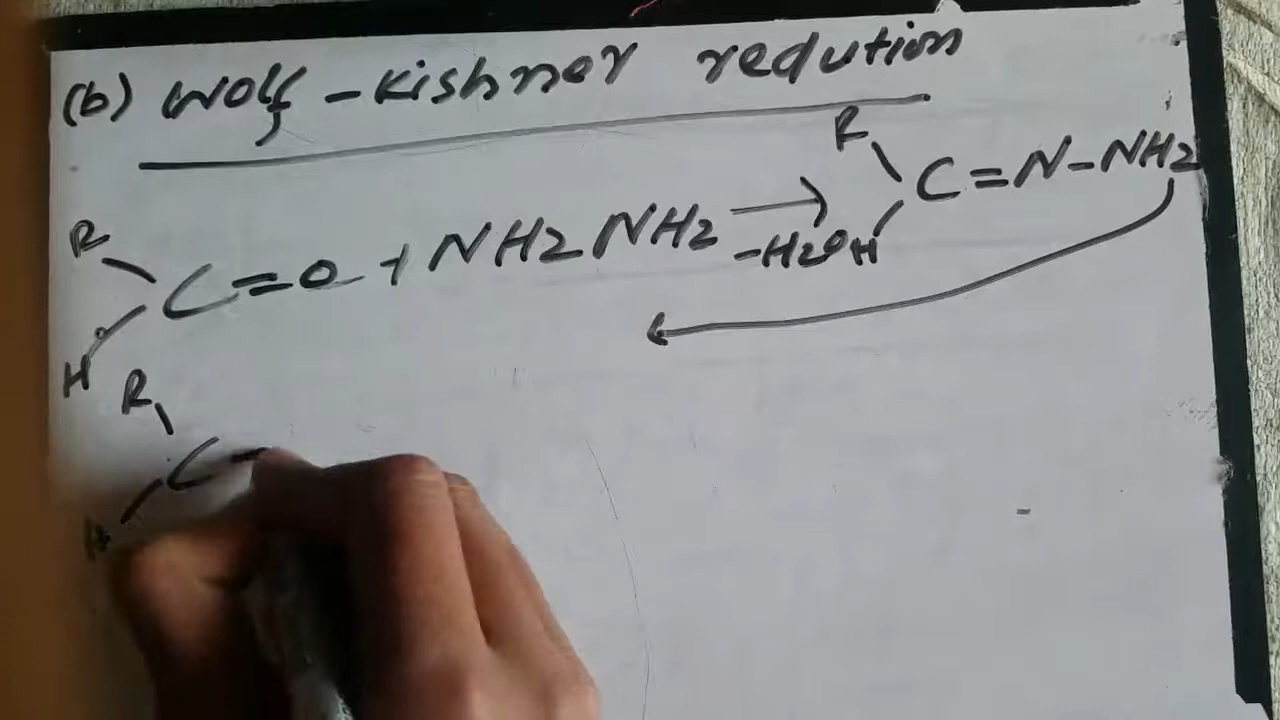 (b) Wolf - Kishner redution
R
C=N-NH2
H
R
C=O + NH2NH2 → -H2O
H
R
C-
H